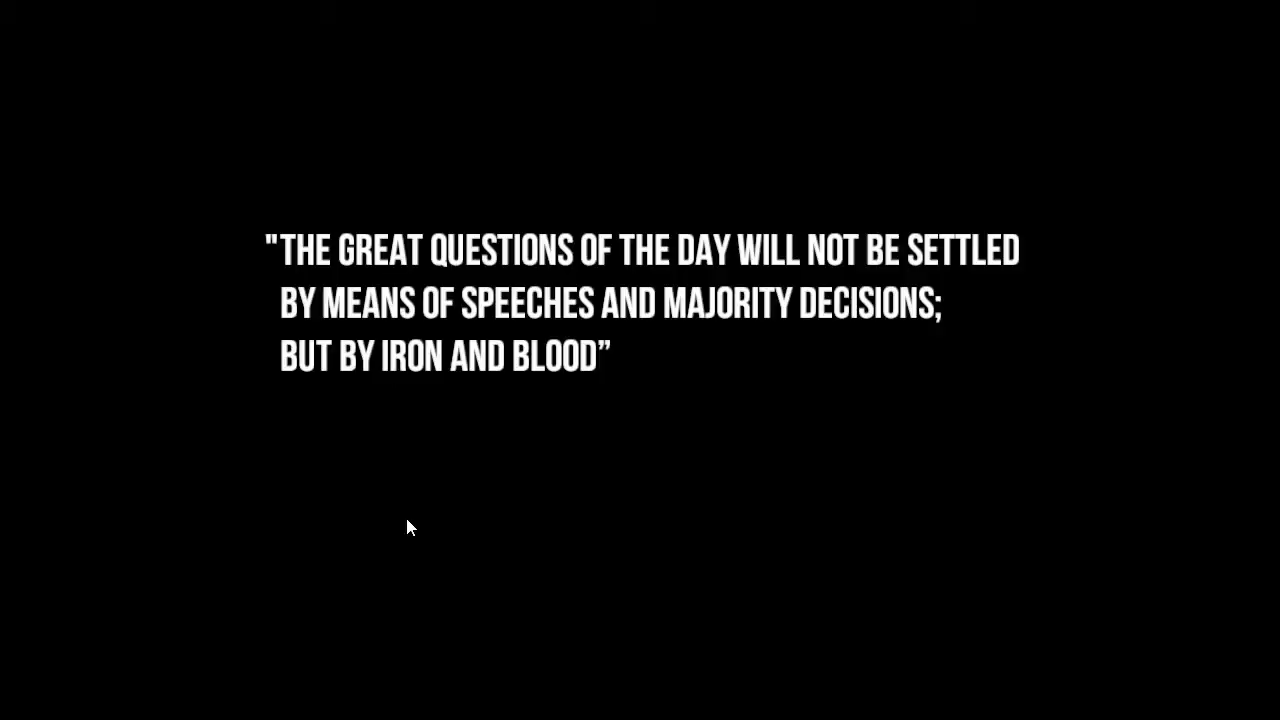 "THE GREAT QUESTIONS OF THE DAY WILL NOT BE SETTLED
BY MEANS OF SPEECHES AND MAJORITY DECISIONS;
BUT BY IRON AND BLOOD”